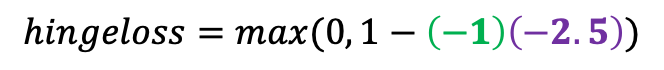 hingeloss = max(0, 1 − (−1)(−2.5))